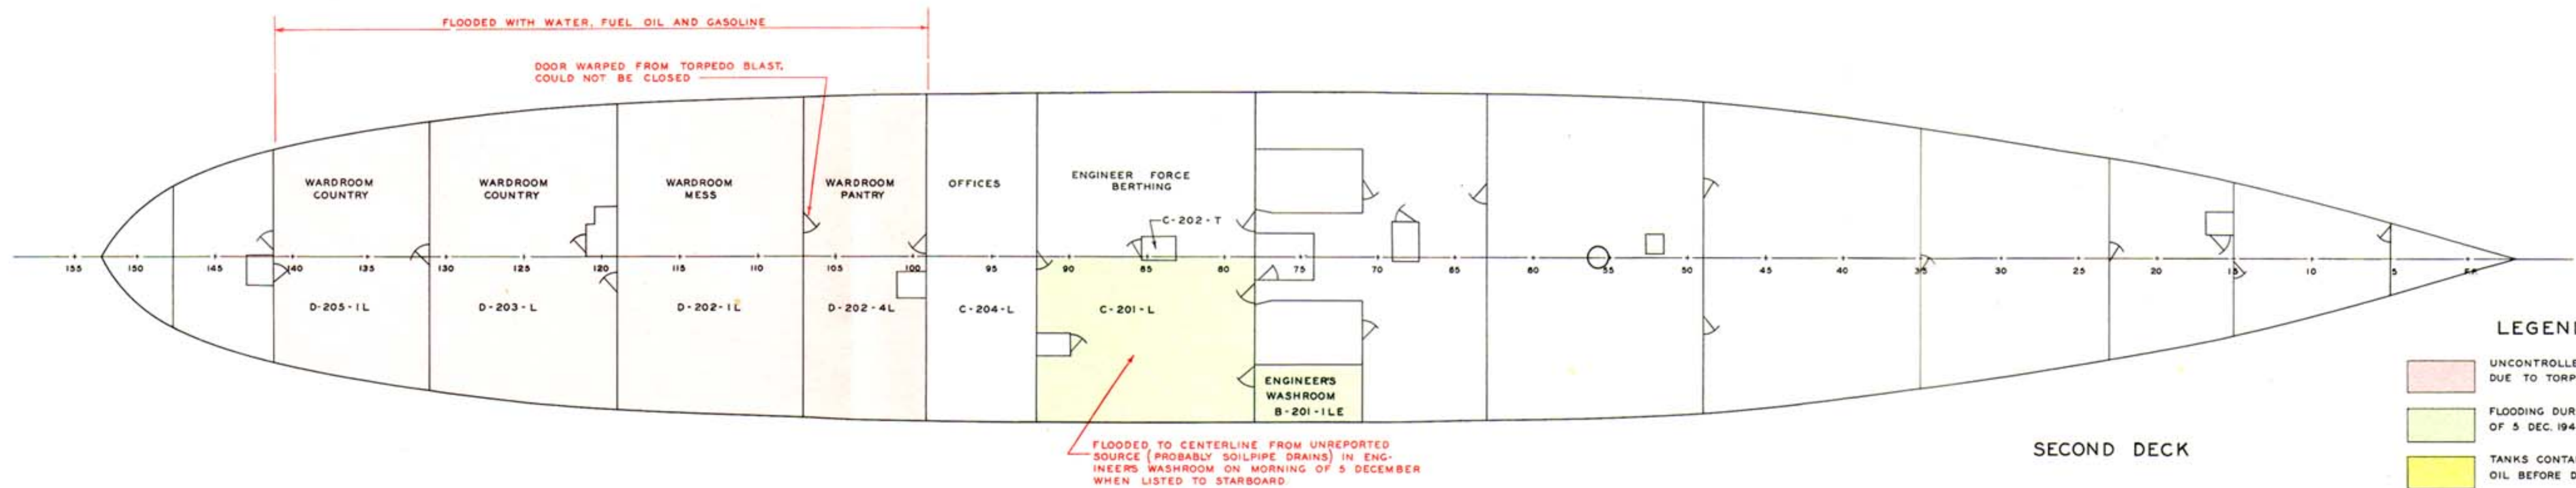 FLOODED WITH WATER, FUEL OIL AND GASOLINE
DOOR WARPED FROM TORPEDO BLAST,
COULD NOT BE CLOSED
WARDROOM
COUNTRY
WARDROOM
COUNTRY
WARDROOM
MESS
WARDROOM
PANTRY
OFFICES
ENGINEER FORCE
BERTHING
C-202-T
155 150 145 140 135 130 125 120 115 110 105 100 95 90 85 80 75 70 65 60 55 50 45 40 35 30 25 20 15 10 5 F.P.
D-205-1L
D-203-L
D-202-1L
D-202-4L
C-204-L
C-201-L
ENGINEER'S
WASHROOM
B-201-1LE
FLOODED TO CENTERLINE FROM UNREPORTED
SOURCE (PROBABLY SOILPIPE DRAINS) IN ENG-
INEER'S WASHROOM ON MORNING OF 5 DECEMBER
WHEN LISTED TO STARBOARD
SECOND DECK
LEGEN
UNCONTROLLE
DUE TO TORP
FLOODING DUR
OF 5 DEC. 194
TANKS CONTA
OIL BEFORE D